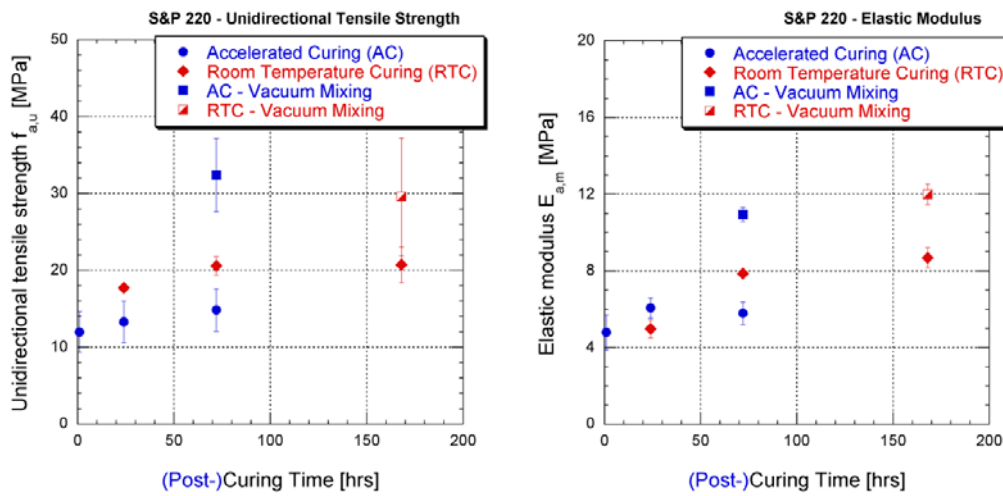 S&P 220 - Unidirectional Tensile Strength
Accelerated Curing (AC)
Room Temperature Curing (RTC)
AC - Vacuum Mixing
RTC - Vacuum Mixing
Unidirectional tensile strength f a,u [MPa]
50
40
30
20
10
0
0 50 100 150 200
(Post-)Curing Time [hrs]
S&P 220 - Elastic Modulus
Accelerated Curing (AC)
Room Temperature Curing (RTC)
AC - Vacuum Mixing
RTC - Vacuum Mixing
Elastic modulus E a,m [MPa]
20
16
12
8
4
0
0 50 100 150 200
(Post-)Curing Time [hrs]